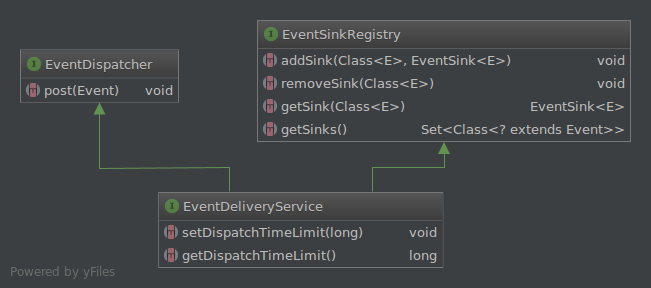 EventDispatcher
post(Event) void
EventSinkRegistry
addSink(Class<E>, EventSink<E>) void
removeSink(Class<E>) void
getSink(Class<E>) EventSink<E>
getSinks() Set<Class<? extends Event>>
EventDeliveryService
setDispatchTimeLimit(long) void
getDispatchTimeLimit() long
Powered by yFiles